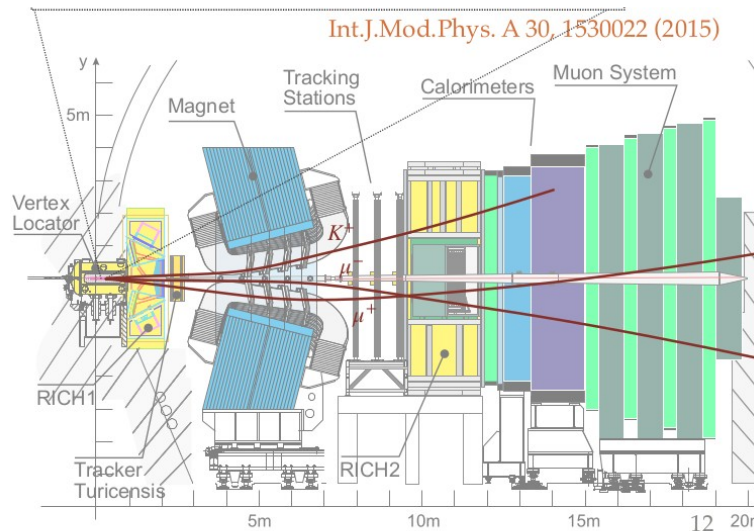 Int.J.Mod.Phys. A 30, 1530022 (2015)
y
5m
Magnet
Tracking
Stations
Calorimeters
Muon System
Vertex
Locator
K+
μ−
μ+
RICH1
Tracker
Turicensis
RICH2
5m
10m
15m
12
20m